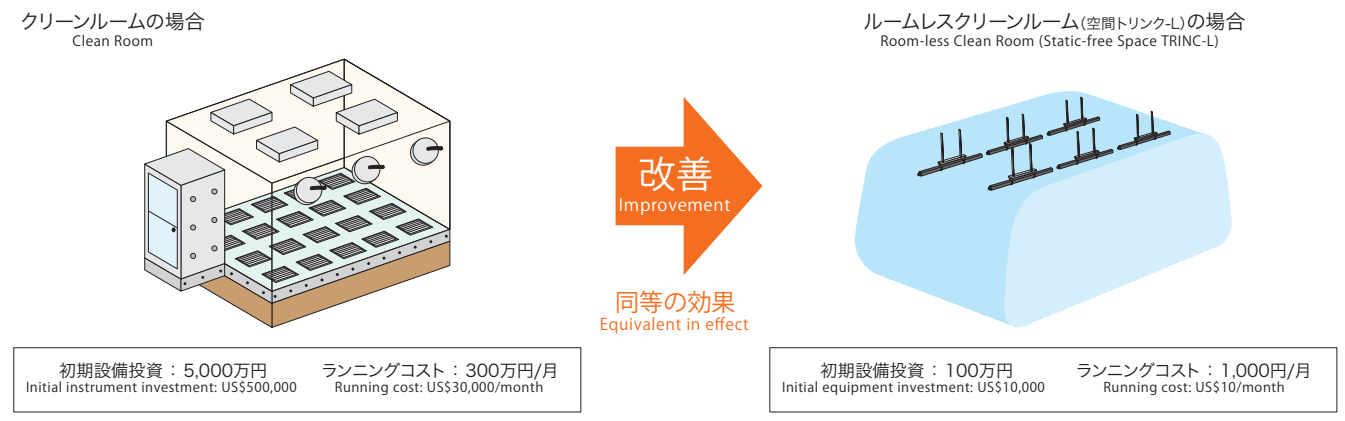 クリーンルームの場合
Clean Room
ルームレスクリーンルーム(空間トリンク-L)の場合
Room-less Clean Room (Static-free Space TRINC-L)
改善
Improvement
同等の効果
Equivalent in effect
初期設備投資：5,000万円 ランニングコスト：300万円/月
Initial instrument investment: US$500,000 Running cost: US$30,000/month
初期設備投資：100万円 ランニングコスト：1,000円/月
Initial equipment investment: US$10,000 Running cost: US$10/month